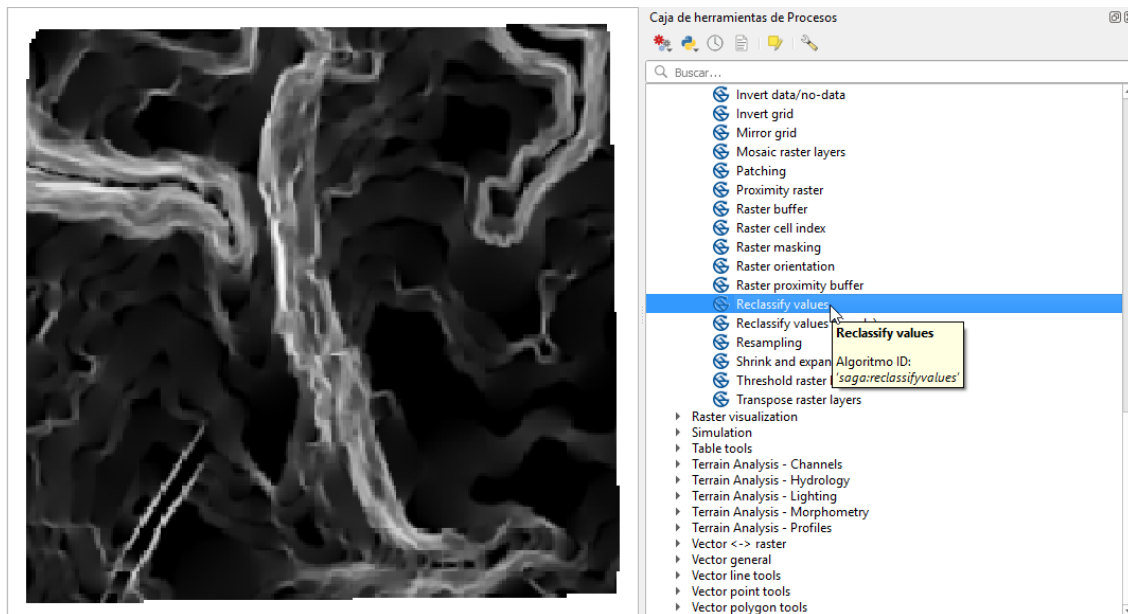 Caja de herramientas de Procesos
Buscar...
Invert data/no-data
Invert grid
Mirror grid
Mosaic raster layers
Patching
Proximity raster
Raster buffer
Raster cell index
Raster masking
Raster orientation
Raster proximity buffer
Reclassify values
Reclassify values
Reclassify values
Resampling
Algoritmo ID:
Shrink and expan
'saga:reclassifyvalues'
Threshold raster
Transpose raster layers
Raster visualization
Simulation
Table tools
Terrain Analysis - Channels
Terrain Analysis - Hydrology
Terrain Analysis - Lighting
Terrain Analysis - Morphometry
Terrain Analysis - Profiles
Vector <-> raster
Vector general
Vector line tools
Vector point tools
Vector polygon tools